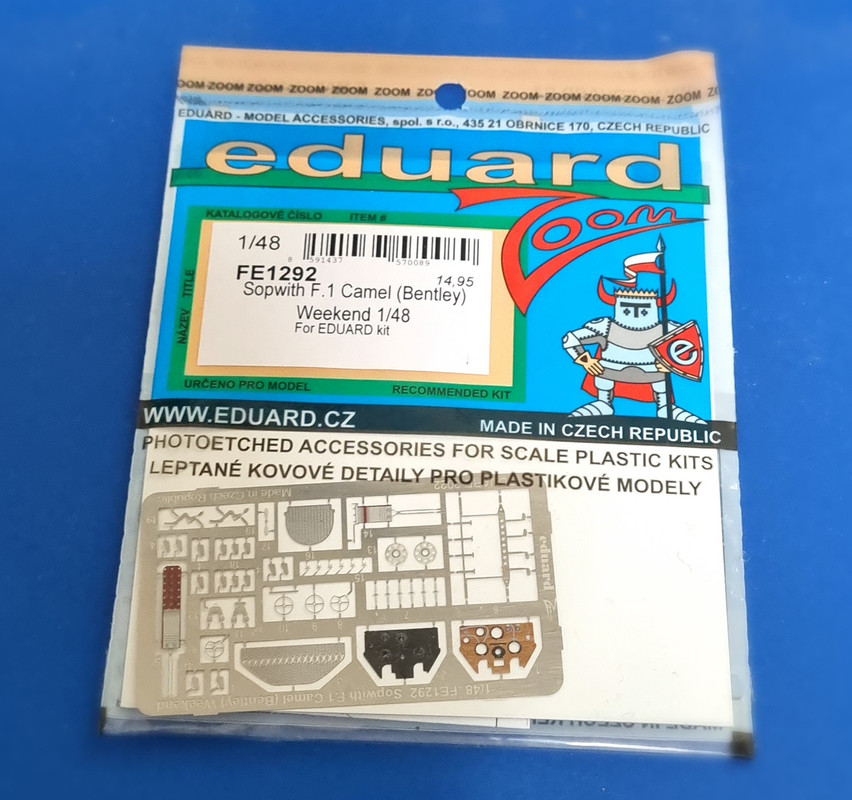 ZOOM ZOOM ZOOM ZOOM ZOOM ZOOM ZOOM ZOOM ZOOM ZOOM ZOOM
EDUARD - MODEL ACCESSORIES, spol. s r.o., 435 21 OBRNICE 170, CZECH REPUBLIC
eduard
Zoom
KATALOGOVÉ ČÍSLO ITEM #
1/48
8 591437 570089
FE1292
14,95
Sopwith F.1 Camel (Bentley)
Weekend 1/48
For EDUARD kit
NÁZEV TITLE
e
URČENO PRO MODEL RECOMMENDED KIT
WWW.EDUARD.CZ MADE IN CZECH REPUBLIC
PHOTOETCHED ACCESSORIES FOR SCALE PLASTIC KITS
LEPTANÉ KOVOVÉ DETAILY PRO PLASTIKOVÉ MODELY
Made in Czech Republic
eduard
1/48 FE1292 Sopwith F.1 Camel (Bentley) Weekend